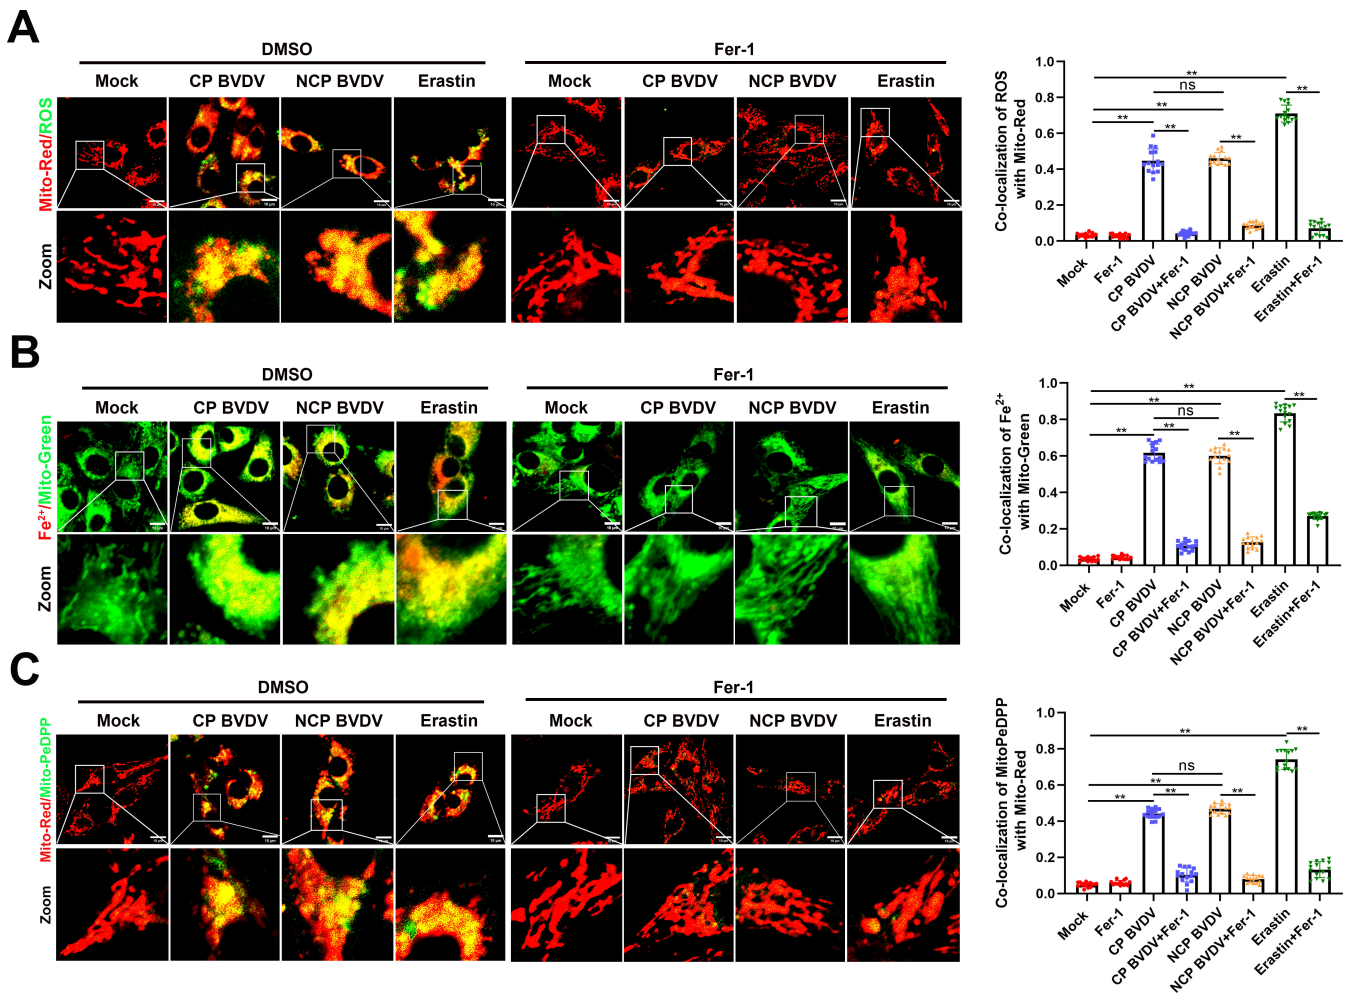 A
DMSO
Fer-1
Mock CP BVDV NCP BVDV Erastin
Mock CP BVDV NCP BVDV Erastin
Mito-Red/ROS
Zoom
Co-localization of ROS
with Mito-Red
1.0
0.8
0.6
0.4
0.2
0.0
**
ns
**
**
**
**
**
Mock
Fer-1
CP BVDV
CP BVDV+Fer-1
NCP BVDV
NCP BVDV+Fer-1
Erastin
Erastin+Fer-1
B
DMSO
Fer-1
Mock CP BVDV NCP BVDV Erastin
Mock CP BVDV NCP BVDV Erastin
Fe²⁺/Mito-Green
Zoom
Co-localization of Fe²⁺
with Mito-Green
1.0
0.8
0.6
0.4
0.2
0.0
**
**
**
ns
**
**
**
Mock
Fer-1
CP BVDV
CP BVDV+Fer-1
NCP BVDV
NCP BVDV+Fer-1
Erastin
Erastin+Fer-1
C
DMSO
Fer-1
Mock CP BVDV NCP BVDV Erastin
Mock CP BVDV NCP BVDV Erastin
Mito-Red/Mito-PeDPP
Zoom
Co-localization of MitoPeDPP
with Mito-Red
1.0
0.8
0.6
0.4
0.2
0.0
**
**
ns
**
**
**
**
Mock
Fer-1
CP BVDV
CP BVDV+Fer-1
NCP BVDV
NCP BVDV+Fer-1
Erastin
Erastin+Fer-1